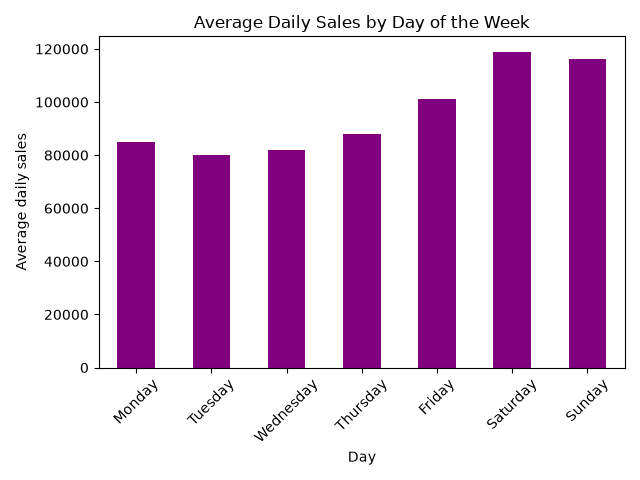 Average Daily Sales by Day of the Week
Average daily sales
120000
100000
80000
60000
40000
20000
0
Monday
Tuesday
Wednesday
Thursday
Friday
Saturday
Sunday
Day